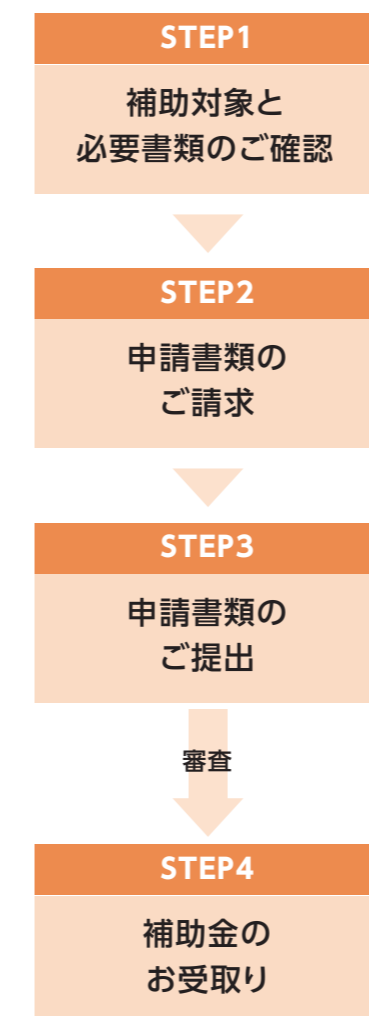 STEP1
補助対象と
必要書類のご確認
STEP2
申請書類の
ご請求
STEP3
申請書類の
ご提出
審査
STEP4
補助金の
お受取り